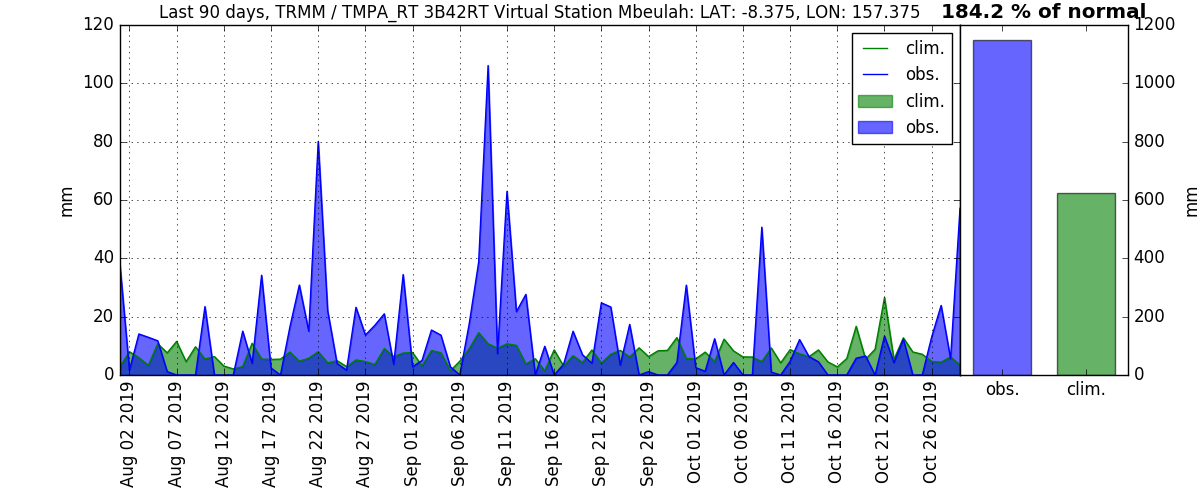 Last 90 days, TRMM / TMPA_RT 3B42RT Virtual Station Mbeulah: LAT: -8.375, LON: 157.375
184.2 % of normal
120
100
80
60
40
20
0
mm
clim.
obs.
clim.
obs.
1200
1000
800
600
400
200
0
mm
obs.
clim.
Aug 02 2019
Aug 07 2019
Aug 12 2019
Aug 17 2019
Aug 22 2019
Aug 27 2019
Sep 01 2019
Sep 06 2019
Sep 11 2019
Sep 16 2019
Sep 21 2019
Sep 26 2019
Oct 01 2019
Oct 06 2019
Oct 11 2019
Oct 16 2019
Oct 21 2019
Oct 26 2019